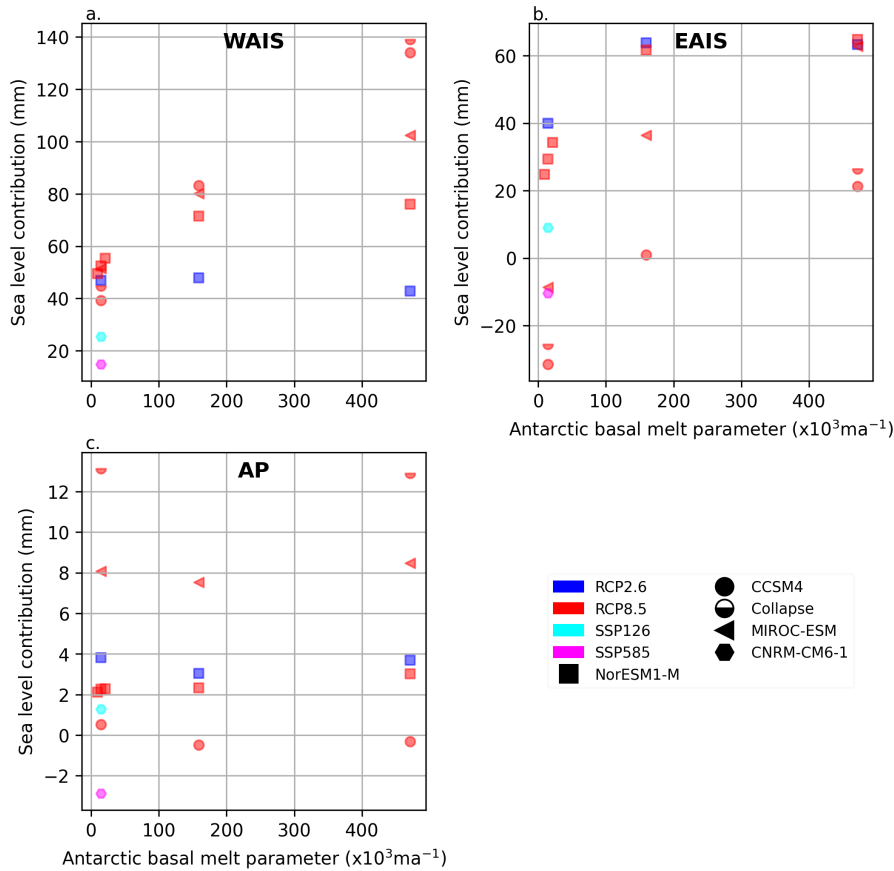 a.
WAIS
Sea level contribution (mm)
140
120
100
80
60
40
20
0 100 200 300 400
b.
EAIS
Sea level contribution (mm)
60
40
20
0
−20
0 100 200 300 400
Antarctic basal melt parameter (x10³ma⁻¹)
c.
AP
Sea level contribution (mm)
12
10
8
6
4
2
0
−2
0 100 200 300 400
Antarctic basal melt parameter (x10³ma⁻¹)
RCP2.6
RCP8.5
SSP126
SSP585
NorESM1-M
CCSM4
Collapse
MIROC-ESM
CNRM-CM6-1